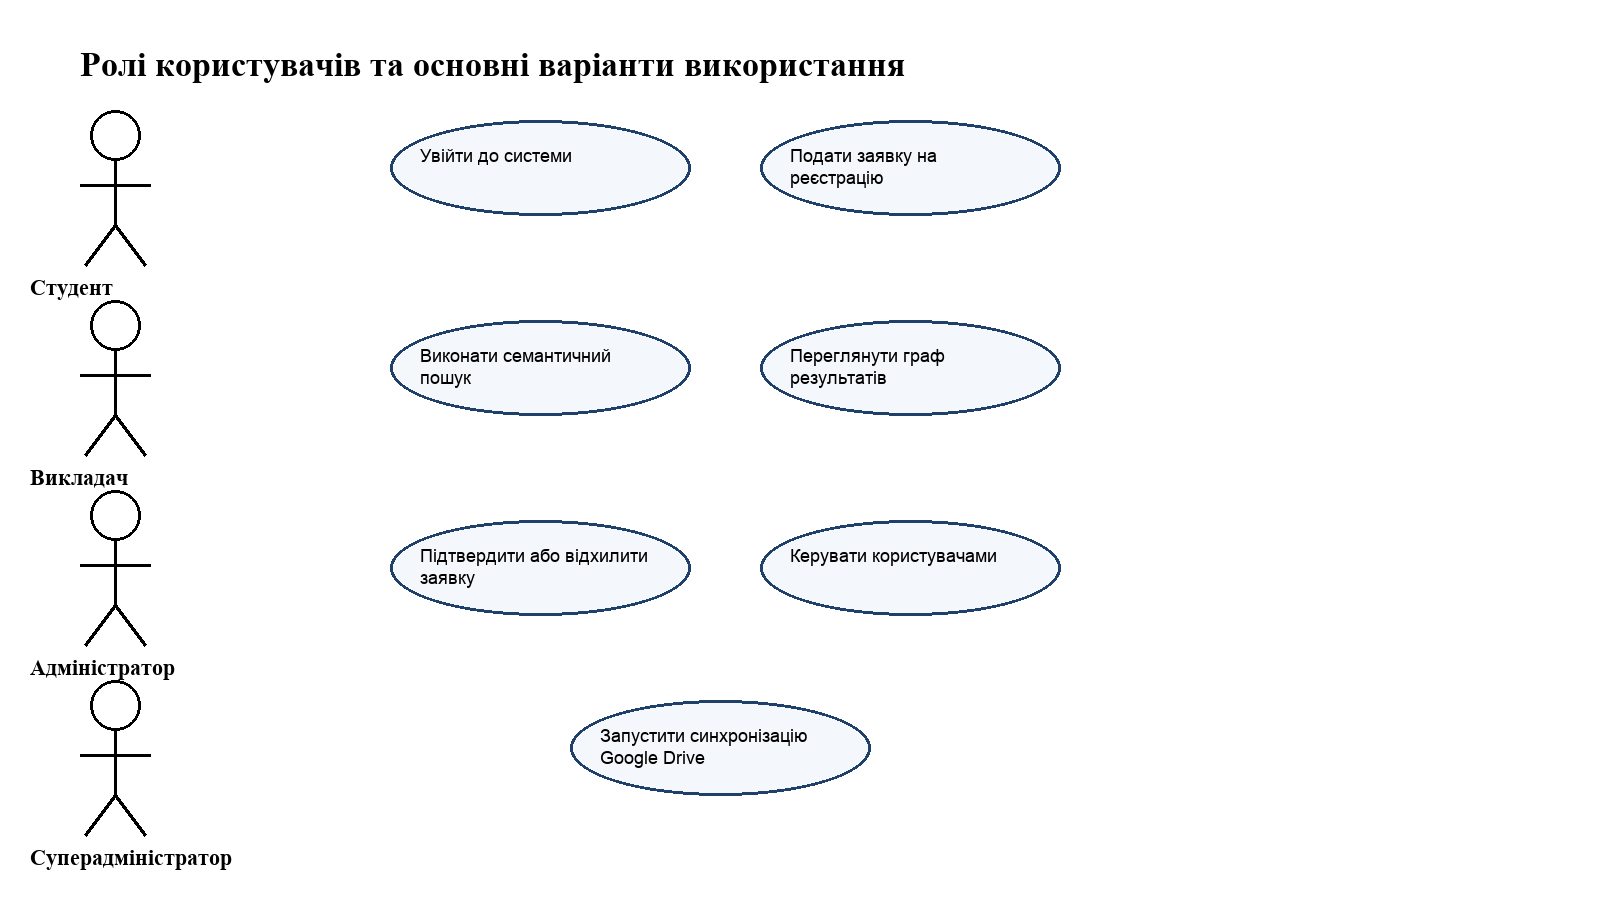 Ролі користувачів та основні варіанти використання
Увійти до системи
Подати заявку на
реєстрацію
Студент
Виконати семантичний
пошук
Переглянути граф
результатів
Викладач
Підтвердити або відхилити
заявку
Керувати користувачами
Адміністратор
Запустити синхронізацію
Google Drive
Суперадміністратор